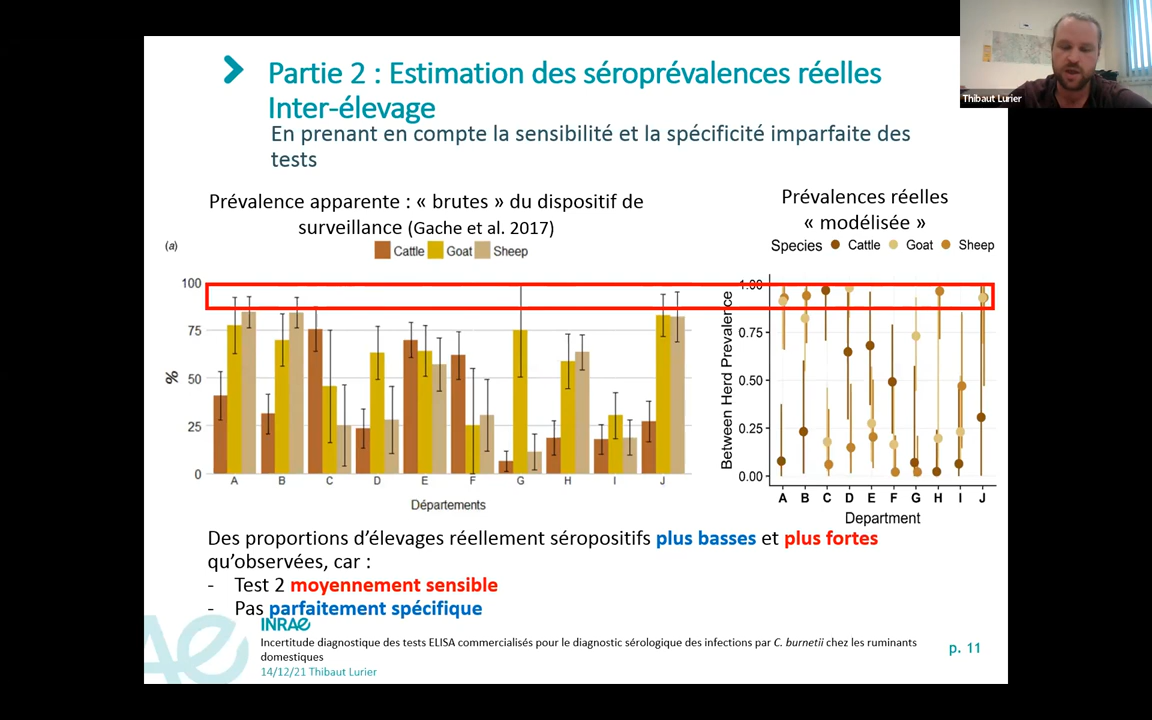 Partie 2 : Estimation des séroprévalences réelles
Inter-élevage
En prenant en compte la sensibilité et la spécificité imparfaite des
tests
Thibaut Lurier
Prévalence apparente : « brutes » du dispositif de
surveillance (Gache et al. 2017)
(a)
Cattle Goat Sheep
100
75
50
25
0
%
A B C D E F G H I J
Départements
Prévalences réelles
« modélisée »
Species Cattle Goat Sheep
1.00
0.75
0.50
0.25
0.00
Between Herd Prevalence
A B C D E F G H I J
Department
Des proportions d’élevages réellement séropositifs plus basses et plus fortes
qu’observées, car :
- Test 2 moyennement sensible
- Pas parfaitement spécifique
INRAE
Incertitude diagnostique des tests ELISA commercialisés pour le diagnostic sérologique des infections par C. burnetii chez les ruminants
domestiques
14/12/21 Thibaut Lurier
p. 11